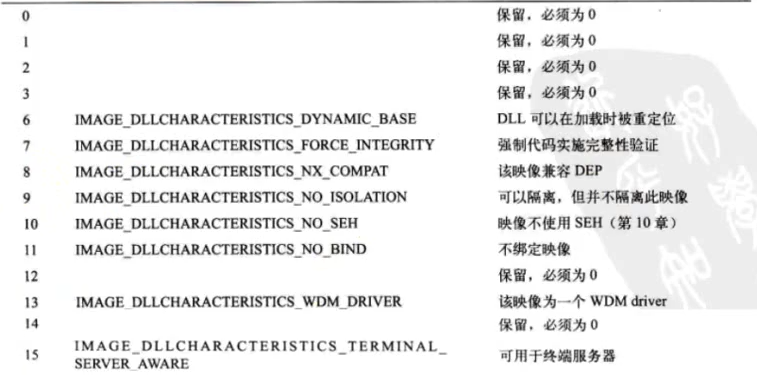 0 保留，必须为0
1 保留，必须为0
2 保留，必须为0
3 保留，必须为0
6 IMAGE_DLLCHARACTERISTICS_DYNAMIC_BASE DLL 可以在加载时被重定位
7 IMAGE_DLLCHARACTERISTICS_FORCE_INTEGRITY 强制代码实施完整性验证
8 IMAGE_DLLCHARACTERISTICS_NX_COMPAT 该映像兼容 DEP
9 IMAGE_DLLCHARACTERISTICS_NO_ISOLATION 可以隔离，但并不隔离此映像
10 IMAGE_DLLCHARACTERISTICS_NO_SEH 映像不使用 SEH（第 10 章）
11 IMAGE_DLLCHARACTERISTICS_NO_BIND 不绑定映像
12 保留，必须为0
13 IMAGE_DLLCHARACTERISTICS_WDM_DRIVER 该映像为一个 WDM driver
14 保留，必须为0
15 IMAGE_DLLCHARACTERISTICS_TERMINAL_ 可用于终端服务器
SERVER_AWARE